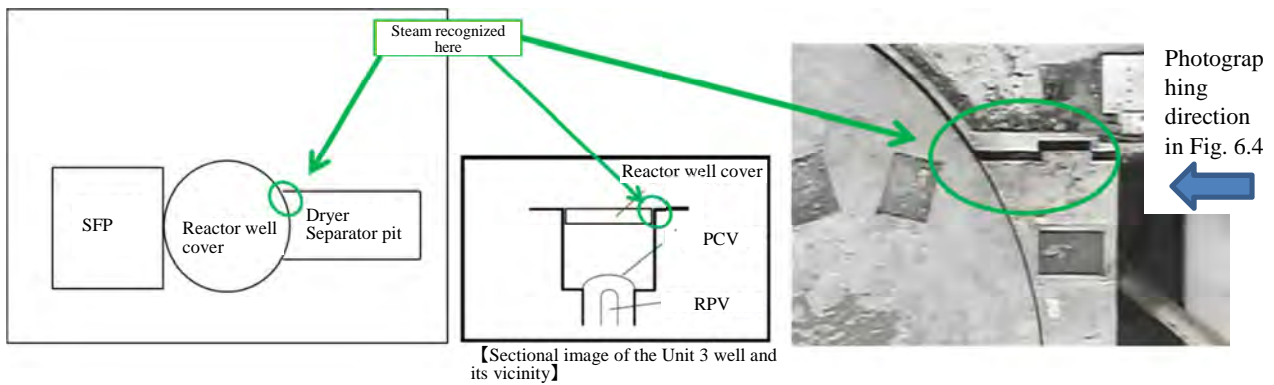 Steam recognized
here
SFP
Reactor well
cover
Dryer
Separator pit
Reactor well cover
PCV
RPV
【Sectional image of the Unit 3 well and
its vicinity】
Photograp
hing
direction
in Fig. 6.4